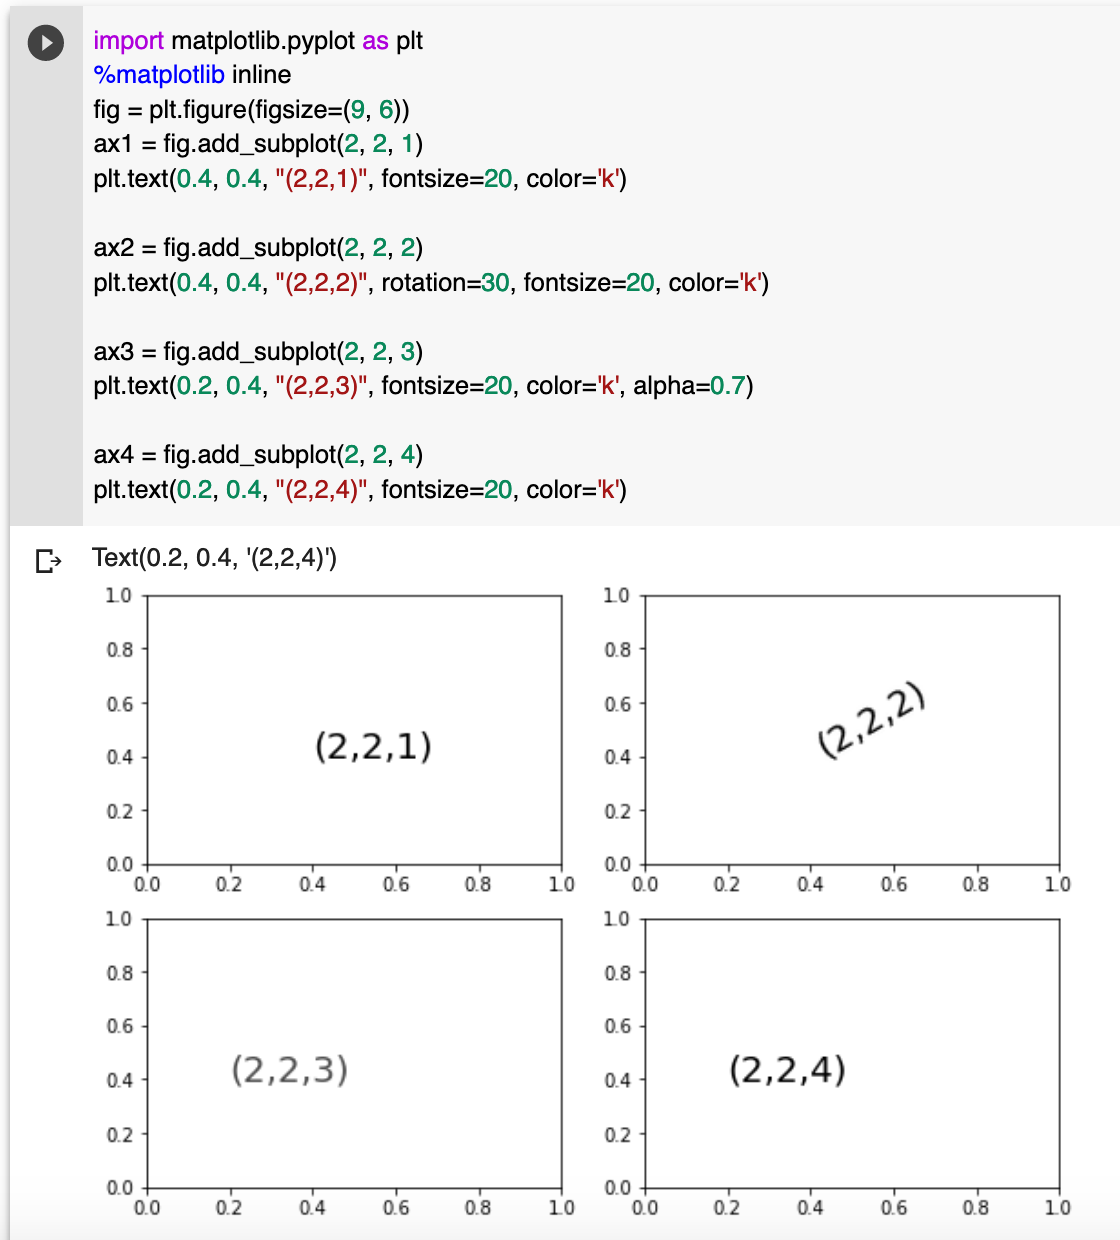 import matplotlib.pyplot as plt
%matplotlib inline
fig = plt.figure(figsize=(9, 6))
ax1 = fig.add_subplot(2, 2, 1)
plt.text(0.4, 0.4, "(2,2,1)", fontsize=20, color='k')
ax2 = fig.add_subplot(2, 2, 2)
plt.text(0.4, 0.4, "(2,2,2)", rotation=30, fontsize=20, color='k')
ax3 = fig.add_subplot(2, 2, 3)
plt.text(0.2, 0.4, "(2,2,3)", fontsize=20, color='k', alpha=0.7)
ax4 = fig.add_subplot(2, 2, 4)
plt.text(0.2, 0.4, "(2,2,4)", fontsize=20, color='k')
Text(0.2, 0.4, '(2,2,4)')
1.0
0.8
0.6
0.4
0.2
0.0
(2,2,1)
0.0 0.2 0.4 0.6 0.8 1.0
1.0
0.8
0.6
0.4
0.2
0.0
(2,2,2)
0.0 0.2 0.4 0.6 0.8 1.0
1.0
0.8
0.6
0.4
0.2
0.0
(2,2,3)
0.0 0.2 0.4 0.6 0.8 1.0
1.0
0.8
0.6
0.4
0.2
0.0
(2,2,4)
0.0 0.2 0.4 0.6 0.8 1.0